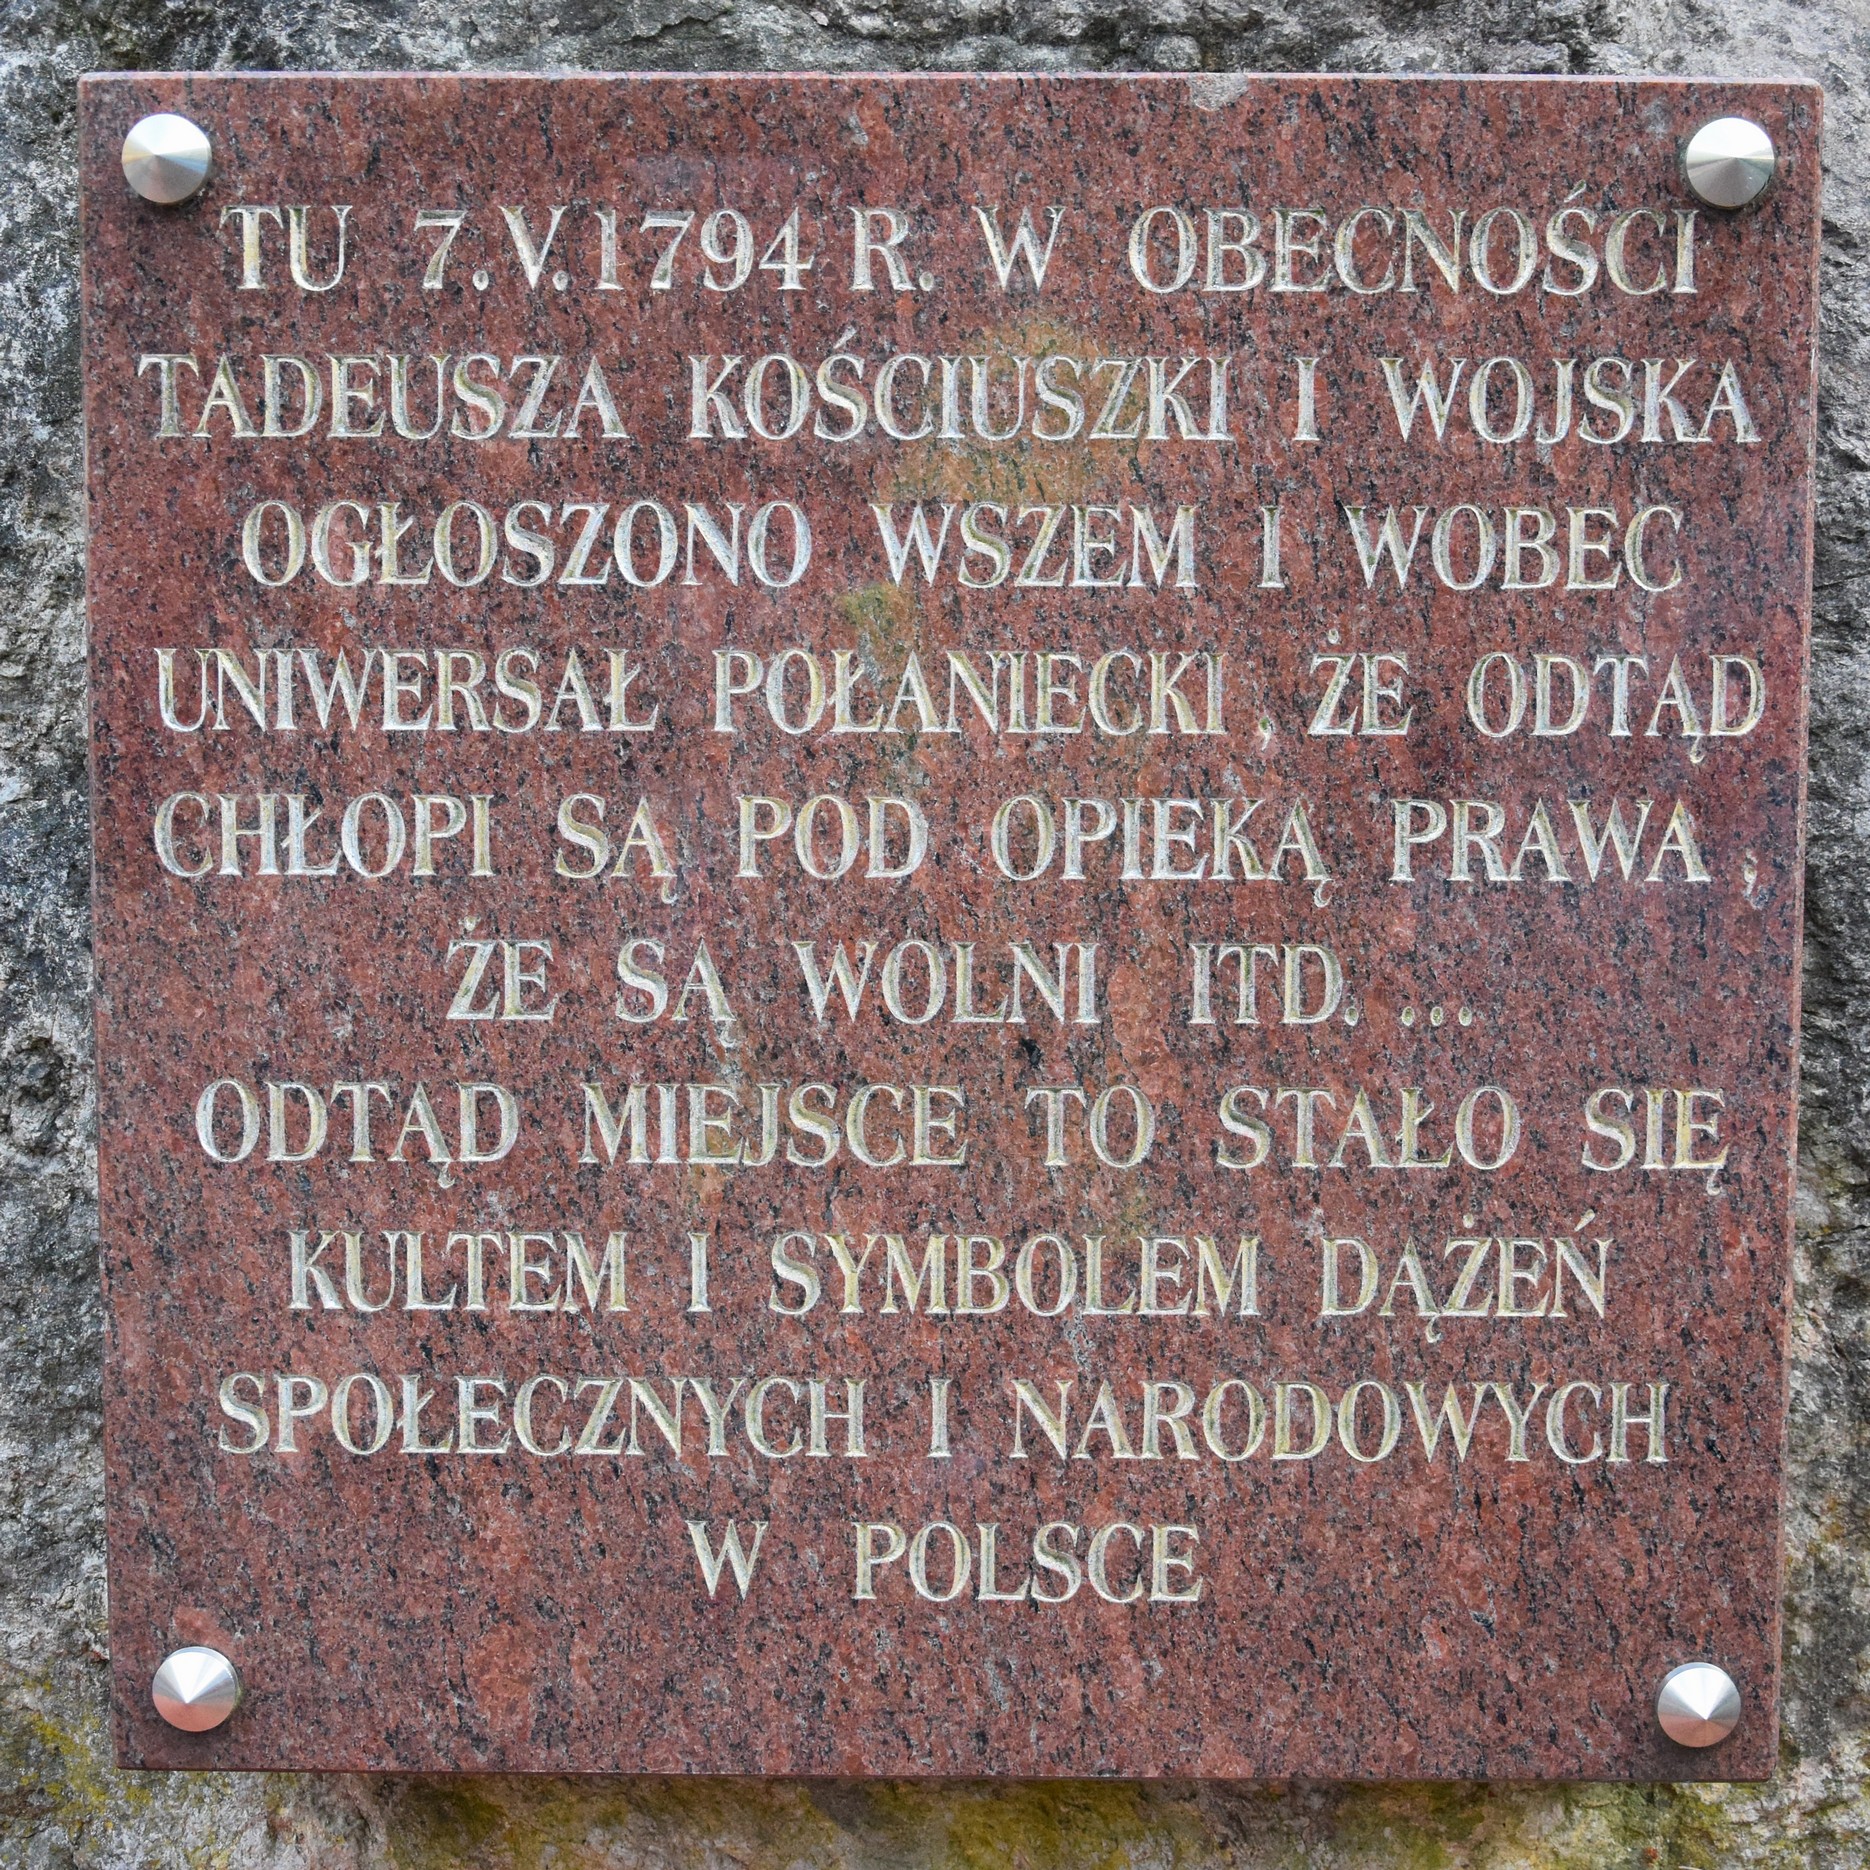 TU 7.V.1794 R. W OBECNOŚCI
TADEUSZA KOŚCIUSZKI I WOJSKA
OGŁOSZONO WSZEM I WOBEC
UNIWERSAŁ POŁANIECKI, ŻE ODTĄD
CHŁOPI SĄ POD OPIEKĄ PRAWA,
ŻE SĄ WOLNI ITD. ...
ODTĄD MIEJSCE TO STAŁO SIĘ
KULTEM I SYMBOLEM DĄŻEŃ
SPOŁECZNYCH I NARODOWYCH
W POLSCE